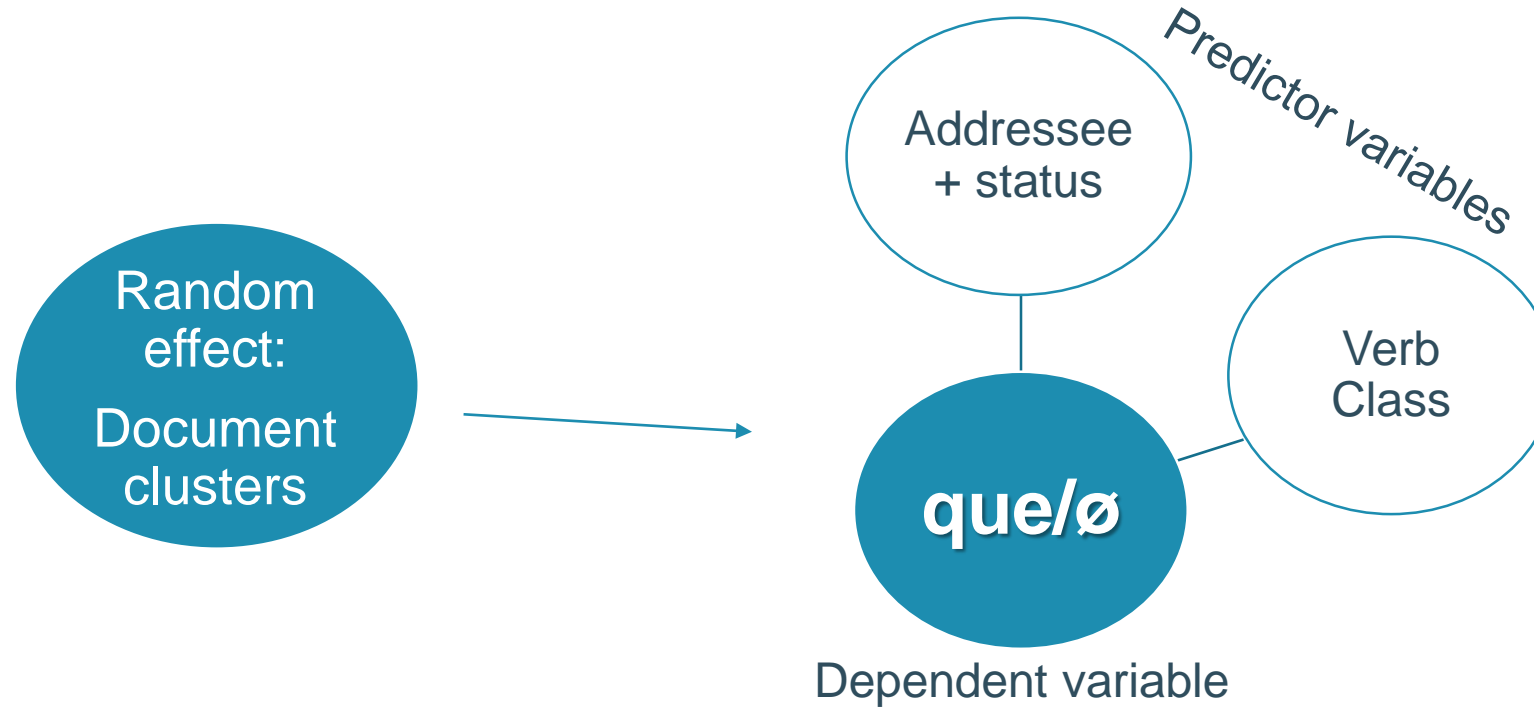 Random
effect:
Document
clusters
Addressee
+ status
Predictor variables
Verb
Class
que/ø
Dependent variable